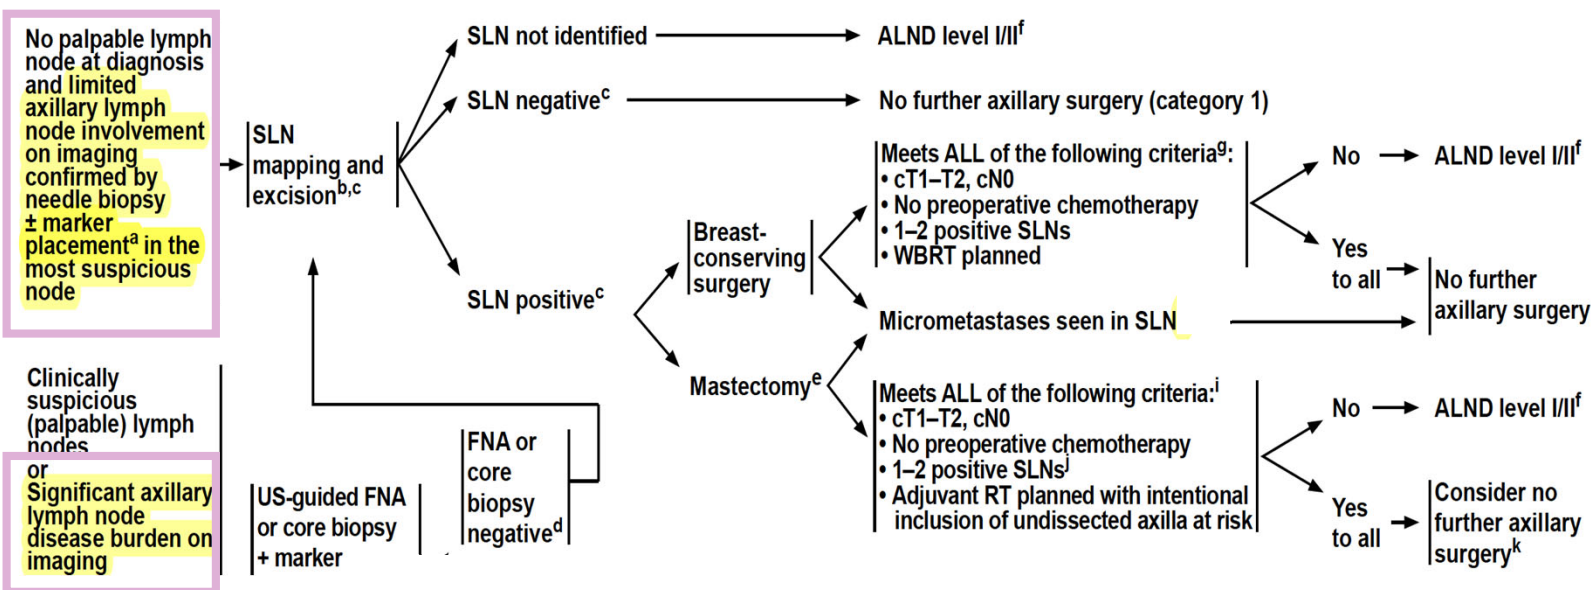 No palpable lymph
node at diagnosis
and limited
axillary lymph
node involvement
on imaging
confirmed by
needle biopsy
± marker
placementᵃ in the
most suspicious
node
Clinically
suspicious
(palpable) lymph
nodes
or
Significant axillary
lymph node
disease burden on
imaging
SLN
mapping and
excisionᵇ,ᶜ
US-guided FNA
or core biopsy
+ marker
FNA or
core
biopsy
negativeᵈ
SLN not identified
ALND level I/IIᶠ
SLN negativeᶜ
No further axillary surgery (category 1)
SLN positiveᶜ
Breast-
conserving
surgery
Meets ALL of the following criteriaᵍ:
• cT1–T2, cN0
• No preoperative chemotherapy
• 1–2 positive SLNs
• WBRT planned
No
ALND level I/IIᶠ
Yes
to all
No further
axillary surgery
Micrometastases seen in SLN
Mastectomyᵉ
Meets ALL of the following criteria:ⁱ
• cT1–T2, cN0
• No preoperative chemotherapy
• 1–2 positive SLNsʲ
• Adjuvant RT planned with intentional
inclusion of undissected axilla at risk
No
ALND level I/IIᶠ
Yes
to all
Consider no
further axillary
surgeryᵏ